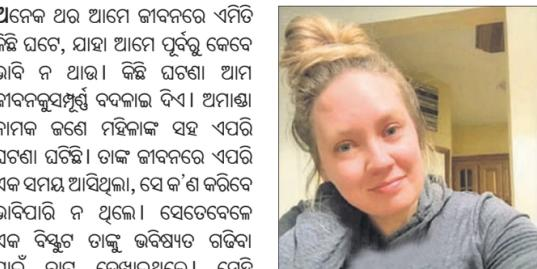 ଅନେକ ଥର ଆମେ ଜୀବନରେ ଏମିତି
କିଛି ଘଟେ, ଯାହା ଆମେ ପୂର୍ବରୁ କେବେ
ଭାବି ନ ଥାଉ। କିଛି ଘଟଣା ଆମ
ଜୀବନକୁସମ୍ପୂର୍ଣ୍ଣ ବଦଳାଇ ଦିଏ। ଅମାଣ୍ଡା
ନାମକ ଜଣେ ମହିଳାଙ୍କ ସହ ଏପରି
ଘଟଣା ଘଟିଛି। ତାଙ୍କ ଜୀବନରେ ଏପରି
ଏକ ସମୟ ଆସିଥିଲା, ସେ କ'ଣ କରିବେ
ଭାବିପାରି ନ ଥିଲେ। ସେତେବେଳେ
ଏକ ବିସ୍କୁଟ ତାଙ୍କୁ ଭବିଷ୍ୟତ ଗଢିବା